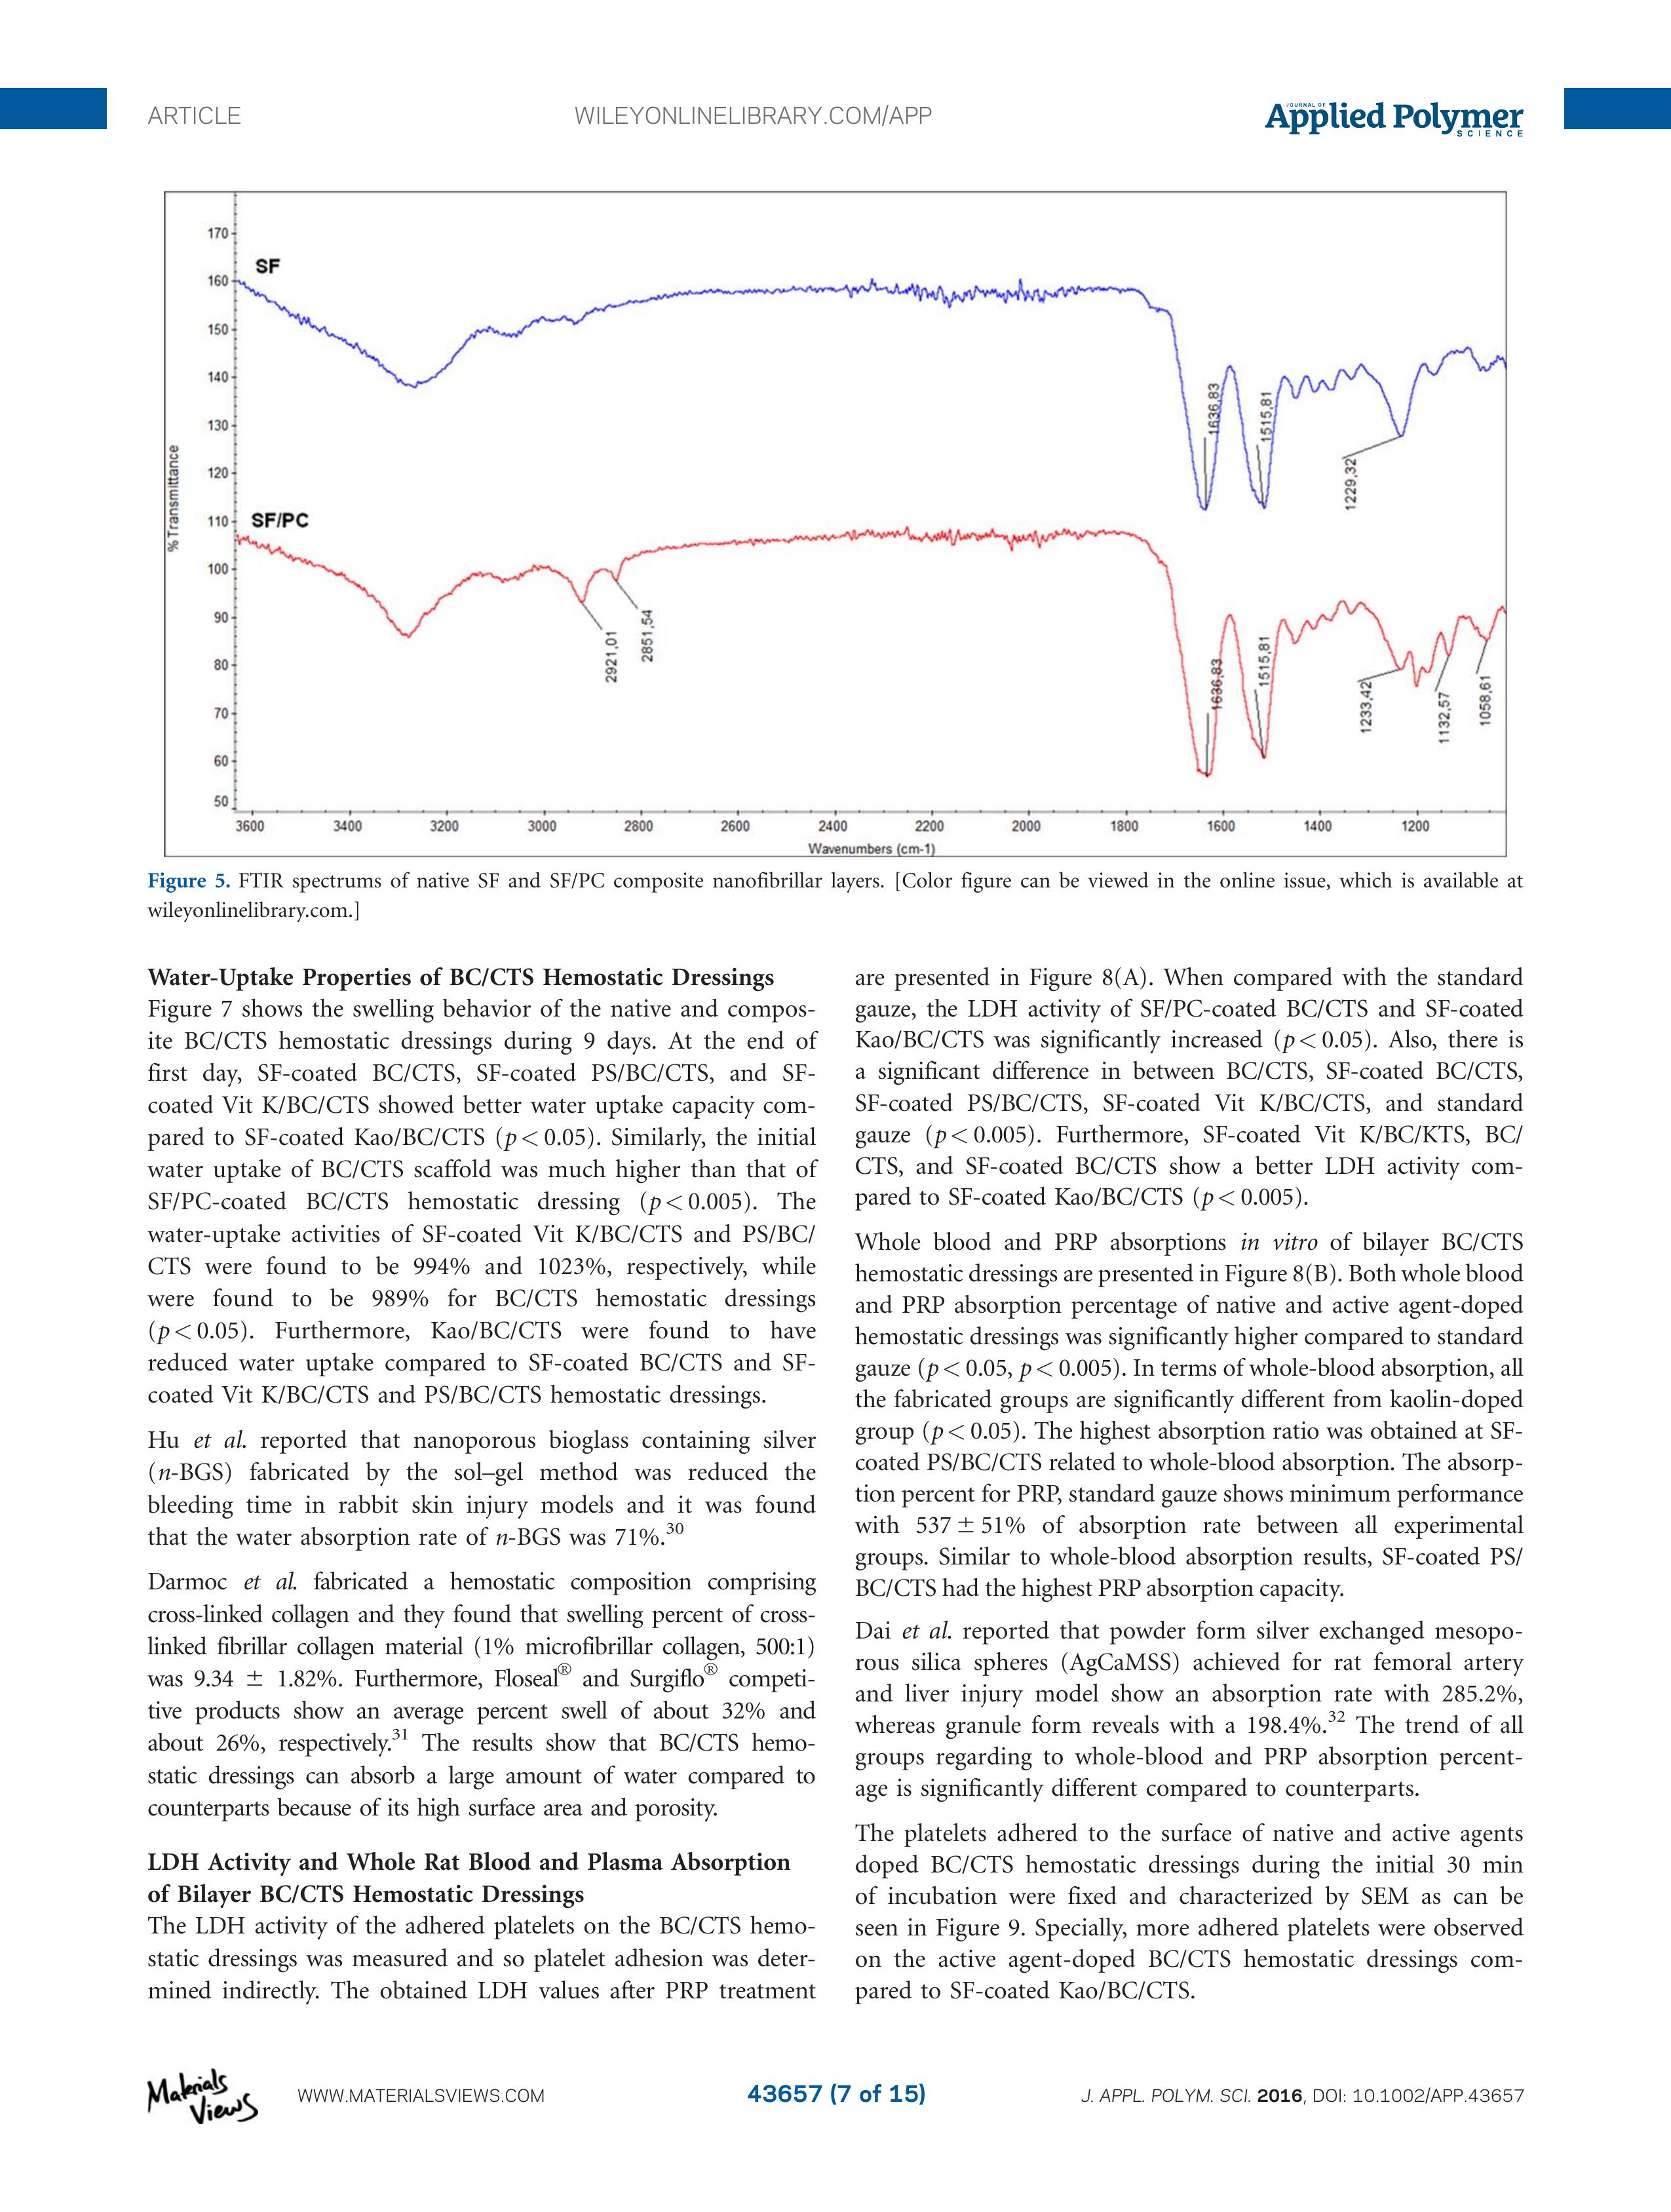 ARTICLE
WILEYONLINELIBRARY.COM/APP
JOURNAL OF
Applied Polymer
SCIENCE
170
160
150
140
130
120
110
100
90
80
70
60
50
% Transmittance
SF
SF/PC
1636,83
1515,81
1229,32
2921,01
2851,54
1636,83
1515,81
1233,42
1132,57
1058,61
3600 3400 3200 3000 2800 2600 2400 2200 2000 1800 1600 1400 1200
Wavenumbers (cm-1)
Figure 5. FTIR spectrums of native SF and SF/PC composite nanofibrillar layers. [Color figure can be viewed in the online issue, which is available at
wileyonlinelibrary.com.]
Water-Uptake Properties of BC/CTS Hemostatic Dressings
Figure 7 shows the swelling behavior of the native and compos-
ite BC/CTS hemostatic dressings during 9 days. At the end of
first day, SF-coated BC/CTS, SF-coated PS/BC/CTS, and SF-
coated Vit K/BC/CTS showed better water uptake capacity com-
pared to SF-coated Kao/BC/CTS (p < 0.05). Similarly, the initial
water uptake of BC/CTS scaffold was much higher than that of
SF/PC-coated BC/CTS hemostatic dressing (p < 0.005). The
water-uptake activities of SF-coated Vit K/BC/CTS and PS/BC/
CTS were found to be 994% and 1023%, respectively, while
were found to be 989% for BC/CTS hemostatic dressings
(p < 0.05). Furthermore, Kao/BC/CTS were found to have
reduced water uptake compared to SF-coated BC/CTS and SF-
coated Vit K/BC/CTS and PS/BC/CTS hemostatic dressings.
Hu et al. reported that nanoporous bioglass containing silver
(n-BGS) fabricated by the sol–gel method was reduced the
bleeding time in rabbit skin injury models and it was found
that the water absorption rate of n-BGS was 71%.30
Darmoc et al. fabricated a hemostatic composition comprising
cross-linked collagen and they found that swelling percent of cross-
linked fibrillar collagen material (1% microfibrillar collagen, 500:1)
was 9.34 ± 1.82%. Furthermore, Floseal® and Surgiflo® competi-
tive products show an average percent swell of about 32% and
about 26%, respectively.31 The results show that BC/CTS hemo-
static dressings can absorb a large amount of water compared to
counterparts because of its high surface area and porosity.
LDH Activity and Whole Rat Blood and Plasma Absorption
of Bilayer BC/CTS Hemostatic Dressings
The LDH activity of the adhered platelets on the BC/CTS hemo-
static dressings was measured and so platelet adhesion was deter-
mined indirectly. The obtained LDH values after PRP treatment
are presented in Figure 8(A). When compared with the standard
gauze, the LDH activity of SF/PC-coated BC/CTS and SF-coated
Kao/BC/CTS was significantly increased (p < 0.05). Also, there is
a significant difference in between BC/CTS, SF-coated BC/CTS,
SF-coated PS/BC/CTS, SF-coated Vit K/BC/CTS, and standard
gauze (p < 0.005). Furthermore, SF-coated Vit K/BC/KTS, BC/
CTS, and SF-coated BC/CTS show a better LDH activity com-
pared to SF-coated Kao/BC/CTS (p < 0.005).
Whole blood and PRP absorptions in vitro of bilayer BC/CTS
hemostatic dressings are presented in Figure 8(B). Both whole blood
and PRP absorption percentage of native and active agent-doped
hemostatic dressings was significantly higher compared to standard
gauze (p < 0.05, p < 0.005). In terms of whole-blood absorption, all
the fabricated groups are significantly different from kaolin-doped
group (p < 0.05). The highest absorption ratio was obtained at SF-
coated PS/BC/CTS related to whole-blood absorption. The absorp-
tion percent for PRP, standard gauze shows minimum performance
with 537 ± 51% of absorption rate between all experimental
groups. Similar to whole-blood absorption results, SF-coated PS/
BC/CTS had the highest PRP absorption capacity.
Dai et al. reported that powder form silver exchanged mesopo-
rous silica spheres (AgCaMSS) achieved for rat femoral artery
and liver injury model show an absorption rate with 285.2%,
whereas granule form reveals with a 198.4%.32 The trend of all
groups regarding to whole-blood and PRP absorption percent-
age is significantly different compared to counterparts.
The platelets adhered to the surface of native and active agents
doped BC/CTS hemostatic dressings during the initial 30 min
of incubation were fixed and characterized by SEM as can be
seen in Figure 9. Specially, more adhered platelets were observed
on the active agent-doped BC/CTS hemostatic dressings com-
pared to SF-coated Kao/BC/CTS.
Materials
Views
WWW.MATERIALSVIEWS.COM
43657 (7 of 15)
J. APPL. POLYM. SCI. 2016, DOI: 10.1002/APP.43657